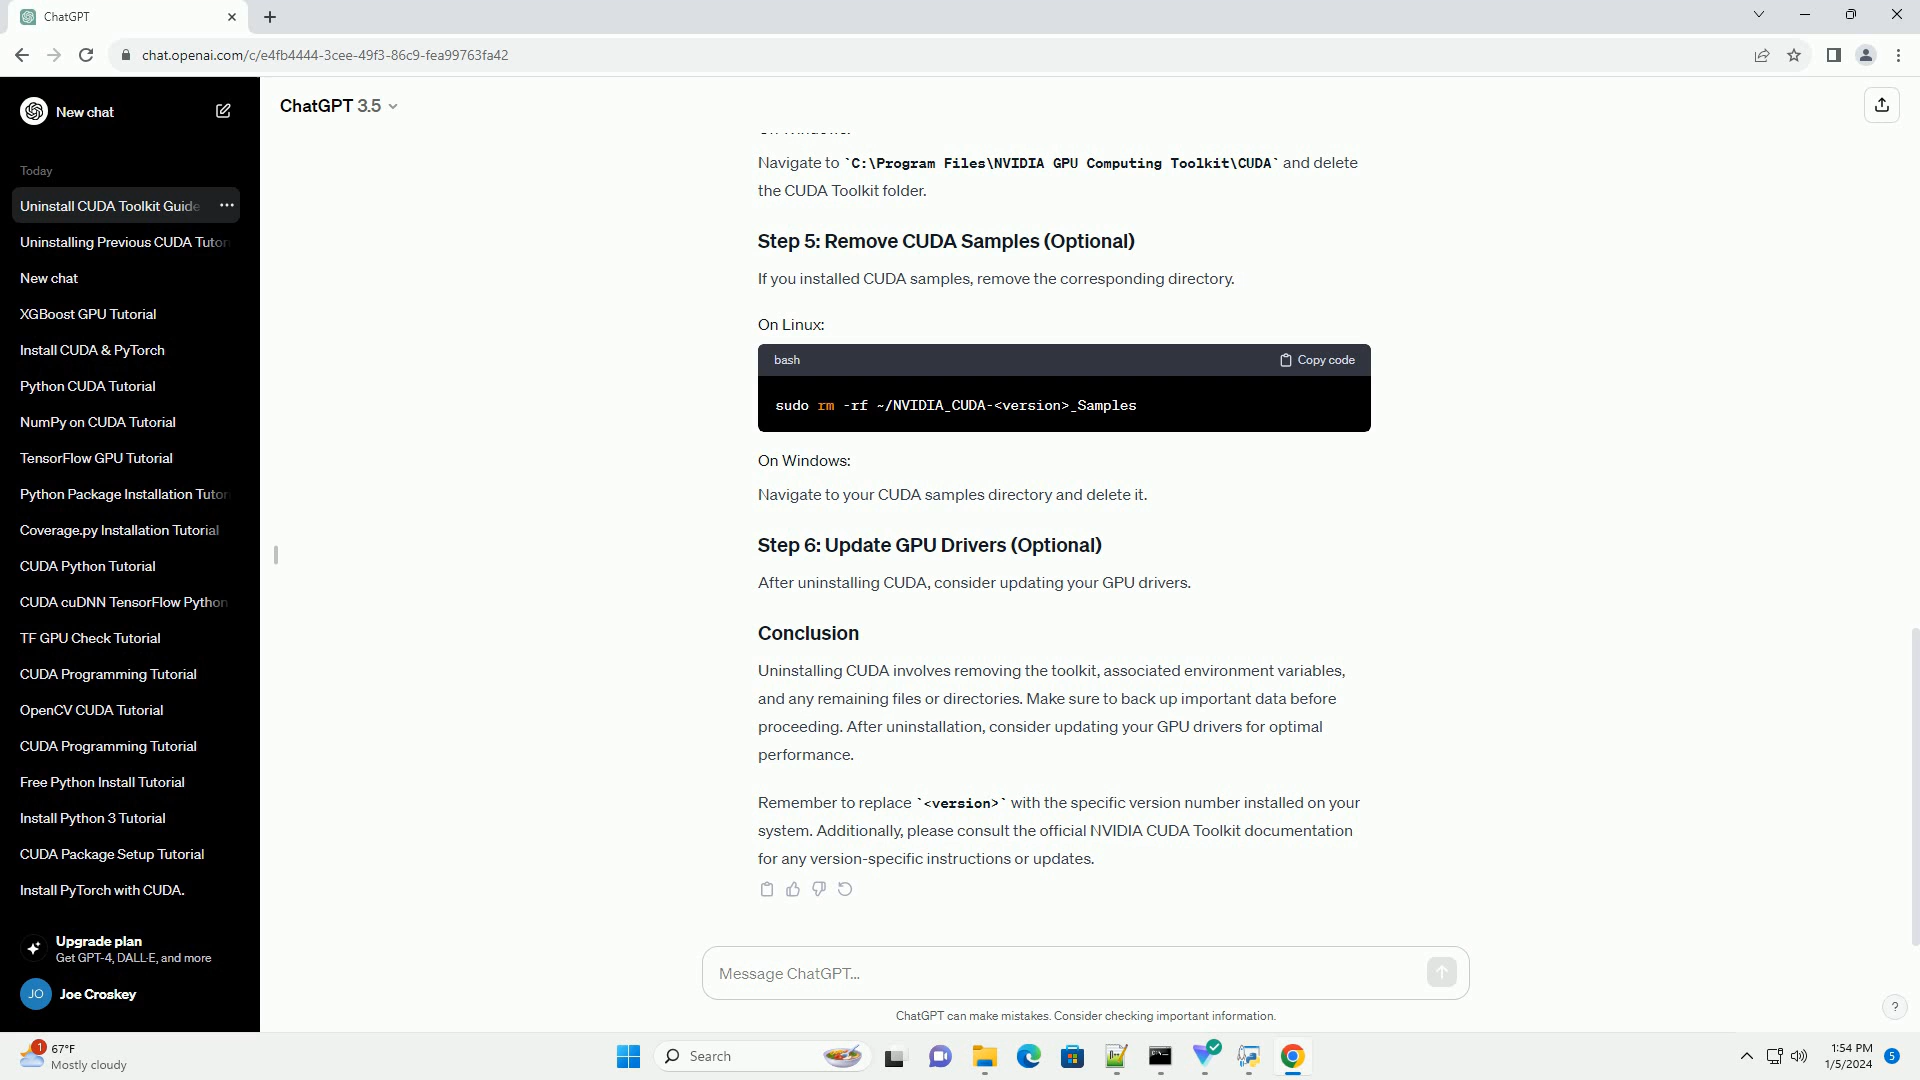 ChatGPT
chat.openai.com/c/e4fb4444-3cee-49f3-86c9-fea99763fa42
New chat
Today
Uninstall CUDA Toolkit Guide
Uninstalling Previous CUDA Tutor
New chat
XGBoost GPU Tutorial
Install CUDA & PyTorch
Python CUDA Tutorial
NumPy on CUDA Tutorial
TensorFlow GPU Tutorial
Python Package Installation Tutor
Coverage.py Installation Tutorial
CUDA Python Tutorial
CUDA cuDNN TensorFlow Python
TF GPU Check Tutorial
CUDA Programming Tutorial
OpenCV CUDA Tutorial
CUDA Programming Tutorial
Free Python Install Tutorial
Install Python 3 Tutorial
CUDA Package Setup Tutorial
Install PyTorch with CUDA.
Upgrade plan
Get GPT-4, DALL·E, and more
JO Joe Croskey
ChatGPT 3.5
Navigate to `C:\Program Files\NVIDIA GPU Computing Toolkit\CUDA` and delete
the CUDA Toolkit folder.
Step 5: Remove CUDA Samples (Optional)
If you installed CUDA samples, remove the corresponding directory.
On Linux:
bash Copy code
sudo rm -rf ~/NVIDIA_CUDA-<version>_Samples
On Windows:
Navigate to your CUDA samples directory and delete it.
Step 6: Update GPU Drivers (Optional)
After uninstalling CUDA, consider updating your GPU drivers.
Conclusion
Uninstalling CUDA involves removing the toolkit, associated environment variables,
and any remaining files or directories. Make sure to back up important data before
proceeding. After uninstallation, consider updating your GPU drivers for optimal
performance.
Remember to replace `<version>` with the specific version number installed on your
system. Additionally, please consult the official NVIDIA CUDA Toolkit documentation
for any version-specific instructions or updates.
Message ChatGPT...
ChatGPT can make mistakes. Consider checking important information.
?
1
67°F
Mostly cloudy
Search
1:54 PM
1/5/2024
5